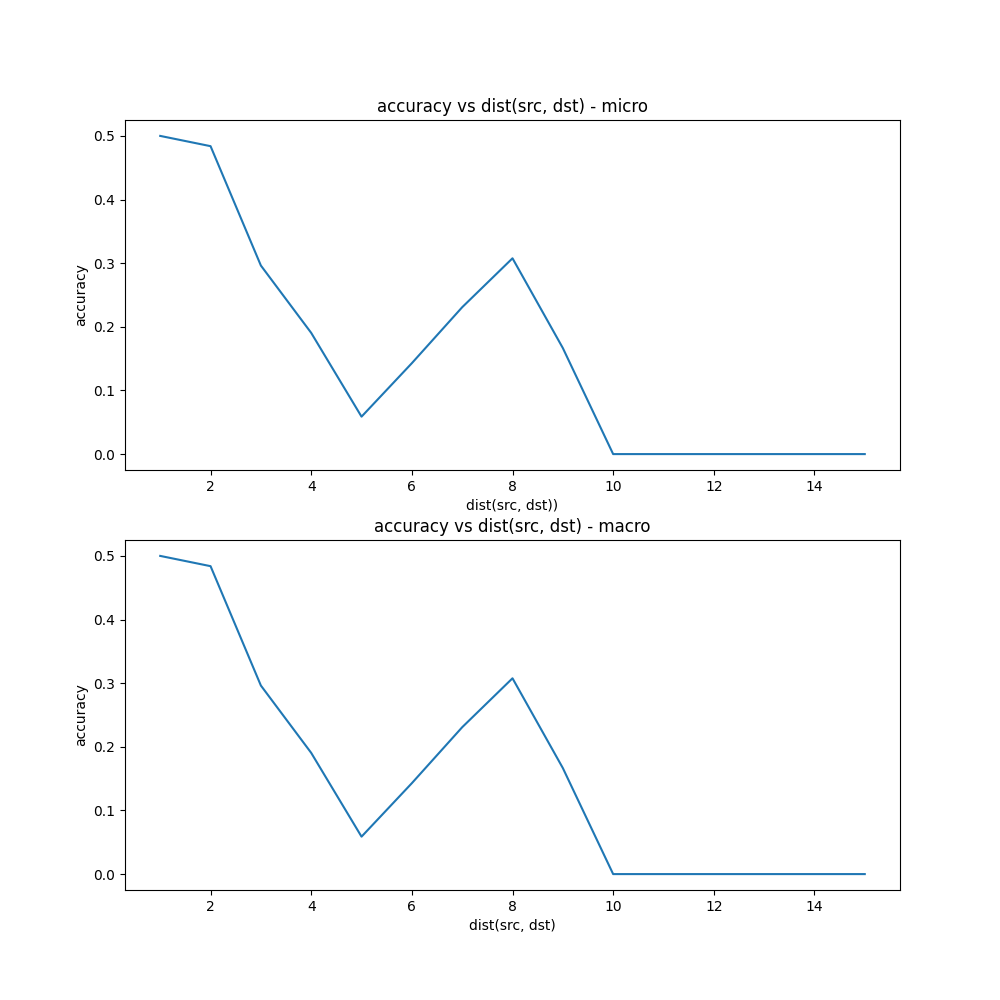 accuracy vs dist(src, dst) - micro
0.5
0.4
0.3
0.2
0.1
0.0
accuracy
2 4 6 8 10 12 14
dist(src, dst))
accuracy vs dist(src, dst) - macro
0.5
0.4
0.3
0.2
0.1
0.0
accuracy
2 4 6 8 10 12 14
dist(src, dst)